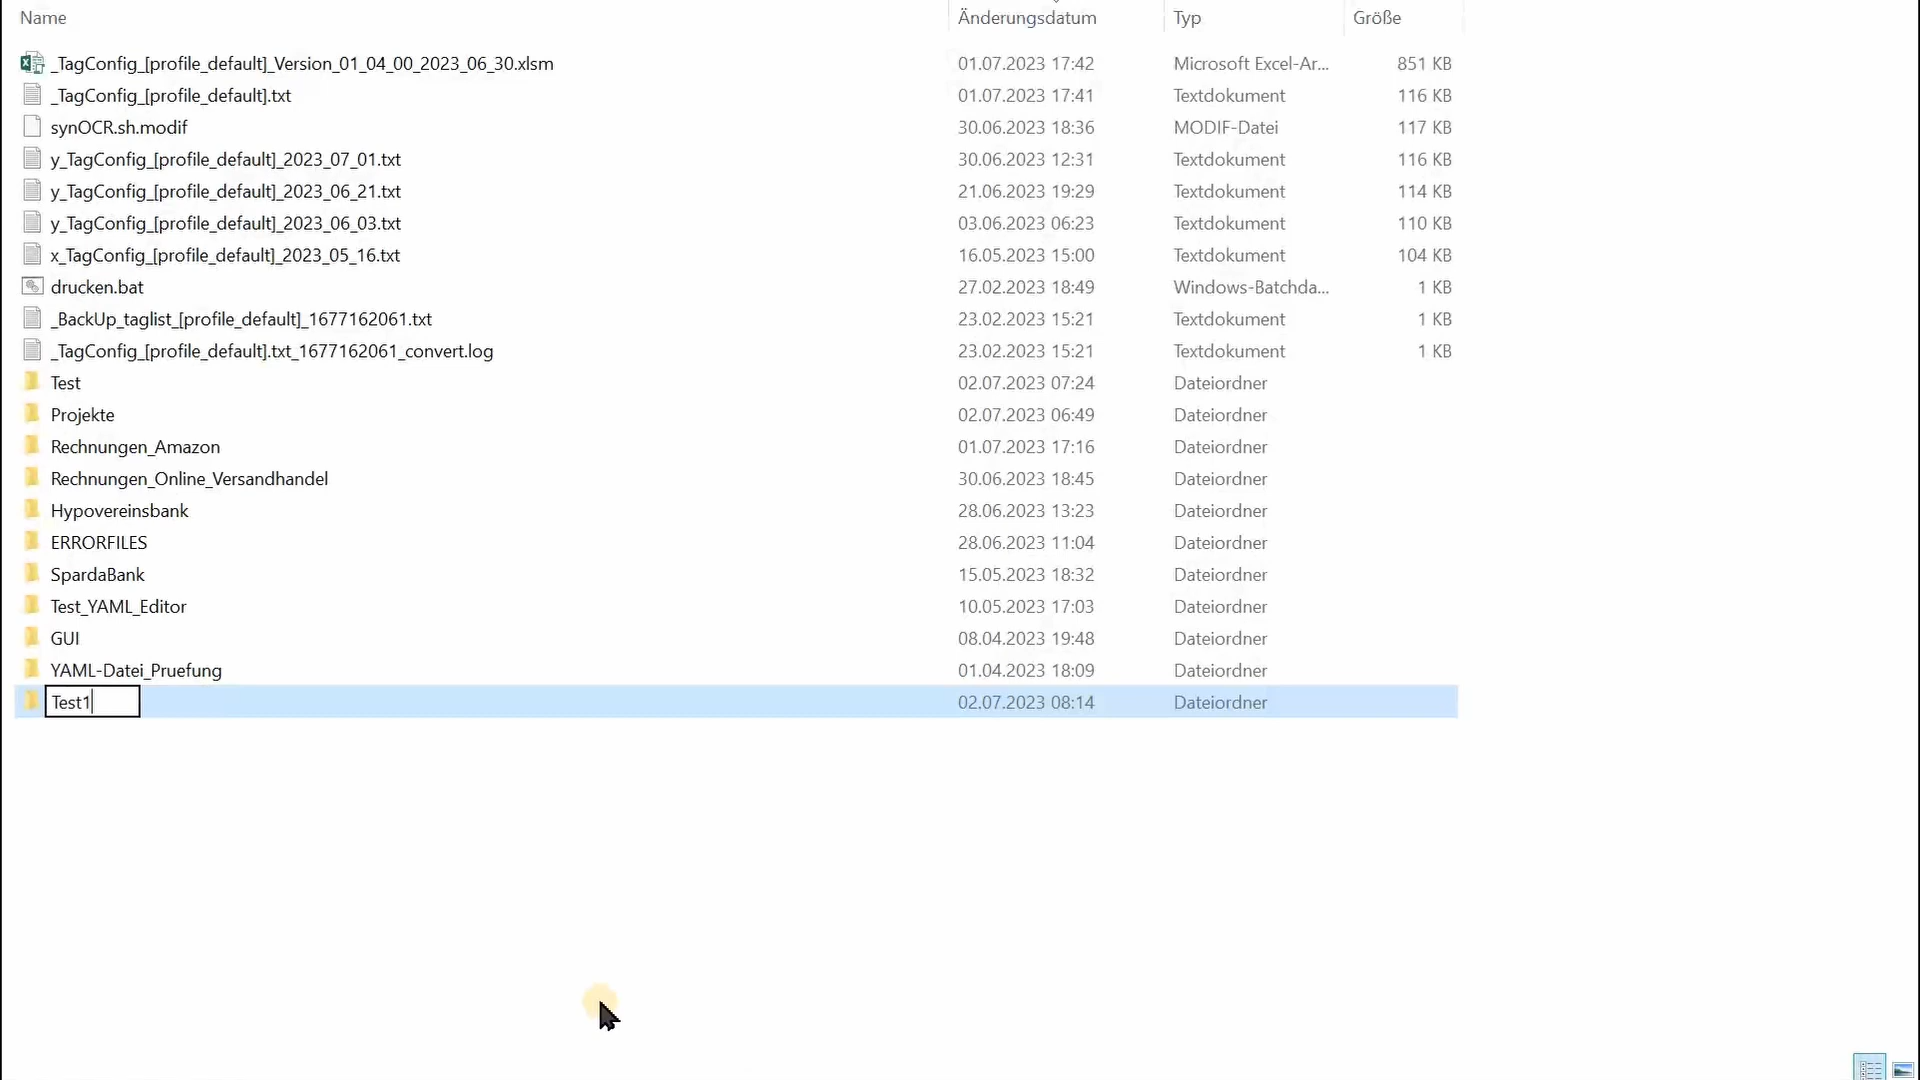 Name Änderungsdatum Typ Größe
_TagConfig_[profile_default]_Version_01_04_00_2023_06_30.xlsm 01.07.2023 17:42 Microsoft Excel-Ar... 851 KB
_TagConfig_[profile_default].txt 01.07.2023 17:41 Textdokument 116 KB
synOCR.sh.modif 30.06.2023 18:36 MODIF-Datei 117 KB
y_TagConfig_[profile_default]_2023_07_01.txt 30.06.2023 12:31 Textdokument 116 KB
y_TagConfig_[profile_default]_2023_06_21.txt 21.06.2023 19:29 Textdokument 114 KB
y_TagConfig_[profile_default]_2023_06_03.txt 03.06.2023 06:23 Textdokument 110 KB
x_TagConfig_[profile_default]_2023_05_16.txt 16.05.2023 15:00 Textdokument 104 KB
drucken.bat 27.02.2023 18:49 Windows-Batchda... 1 KB
_BackUp_taglist_[profile_default]_1677162061.txt 23.02.2023 15:21 Textdokument 1 KB
_TagConfig_[profile_default].txt_1677162061_convert.log 23.02.2023 15:21 Textdokument 1 KB
Test 02.07.2023 07:24 Dateiordner
Projekte 02.07.2023 06:49 Dateiordner
Rechnungen_Amazon 01.07.2023 17:16 Dateiordner
Rechnungen_Online_Versandhandel 30.06.2023 18:45 Dateiordner
Hypovereinsbank 28.06.2023 13:23 Dateiordner
ERRORFILES 28.06.2023 11:04 Dateiordner
SpardaBank 15.05.2023 18:32 Dateiordner
Test_YAML_Editor 10.05.2023 17:03 Dateiordner
GUI 08.04.2023 19:48 Dateiordner
YAML-Datei_Pruefung 01.04.2023 18:09 Dateiordner
Test1 02.07.2023 08:14 Dateiordner